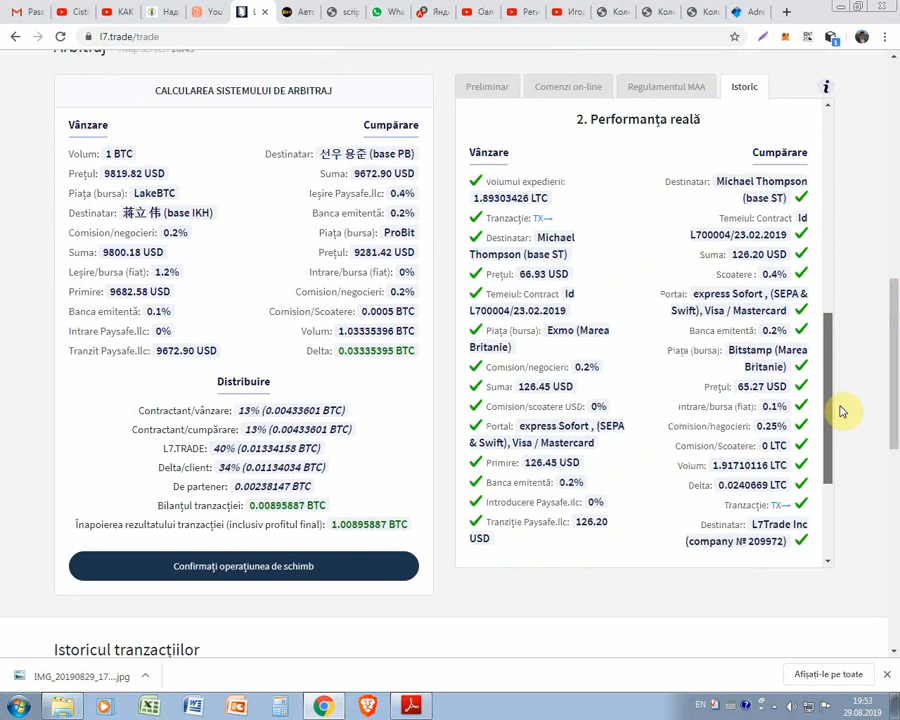 Pass
Cisti
КАК
Над
You
L
Авто
scrip
Wha
Янде
Оап
Реги
Игот
Коло
Коло
Коло
Adre
l7.trade/trade
CALCULAREA SISTEMULUI DE ARBITRAJ
Vânzare
Cumpărare
Volum: 1 BTC
Destinatar: 선우 용준 (base PB)
Prețul: 9819.82 USD
Suma: 9672.90 USD
Piața (bursa): LakeBTC
Ieșire Paysafe.llc: 0.4%
Destinatar: 蒋立 伟 (base IKH)
Banca emitentă: 0.2%
Comision/negocieri: 0.2%
Piața (bursa): ProBit
Suma: 9800.18 USD
Prețul: 9281.42 USD
Leșire/bursa (fiat): 1.2%
Intrare/bursa (fiat): 0%
Primire: 9682.58 USD
Comision/negocieri: 0.2%
Banca emitentă: 0.1%
Comision/Scoatere: 0.0005 BTC
Intrare Paysafe.llc: 0%
Volum: 1.03335396 BTC
Tranzit Paysafe.llc: 9672.90 USD
Delta: 0.03335395 BTC
Distribuire
Contractant/vânzare: 13% (0.00433601 BTC)
Contractant/cumpărare: 13% (0.00433601 BTC)
L7.TRADE: 40% (0.01334158 BTC)
Delta/client: 34% (0.01134034 BTC)
De partener: 0.00238147 BTC
Bilanțul tranzacției: 0.00895887 BTC
Înapoierea rezultatului tranzacției (inclusiv profitul final): 1.00895887 BTC
Confirmați operațiunea de schimb
Preliminar
Comenzi on-line
Regulamentul MAA
Istoric
2. Performanța reală
Vânzare
Cumpărare
Volumul expedierii:
1.89303426 LTC
Tranzacție: TX→
Destinatar: Michael
Thompson (base ST)
Prețul: 66.93 USD
Temeiul: Contract Id
L700004/23.02.2019
Piața (bursa): Exmo (Marea
Britanie)
Comision/negocieri: 0.2%
Suma: 126.45 USD
Comision/scoatere USD: 0%
Portal: express Sofort , (SEPA
& Swift), Visa / Mastercard
Primire: 126.45 USD
Banca emitentă: 0.2%
Introducere Paysafe.llc: 0%
Tranziție Paysafe.llc: 126.20
USD
Destinatar: Michael Thompson
(base ST)
Temeiul: Contract Id
L700004/23.02.2019
Suma: 126.20 USD
Scoatere : 0.4%
Portal: express Sofort , (SEPA &
Swift), Visa / Mastercard
Banca emitentă: 0.2%
Piața (bursa): Bitstamp (Marea
Britanie)
Prețul: 65.27 USD
Intrare/bursa (fiat): 0.1%
Comision/negocieri: 0.25%
Comision/Scoatere: 0 LTC
Volum: 1.91710116 LTC
Delta: 0.0240669 LTC
Tranzacție: TX→
Destinatar: L7Trade Inc
(company № 209972)
Istoricul tranzacțiilor
IMG_20190829_17....jpg
Afișați-le pe toate
EN
19:53
29.08.2019